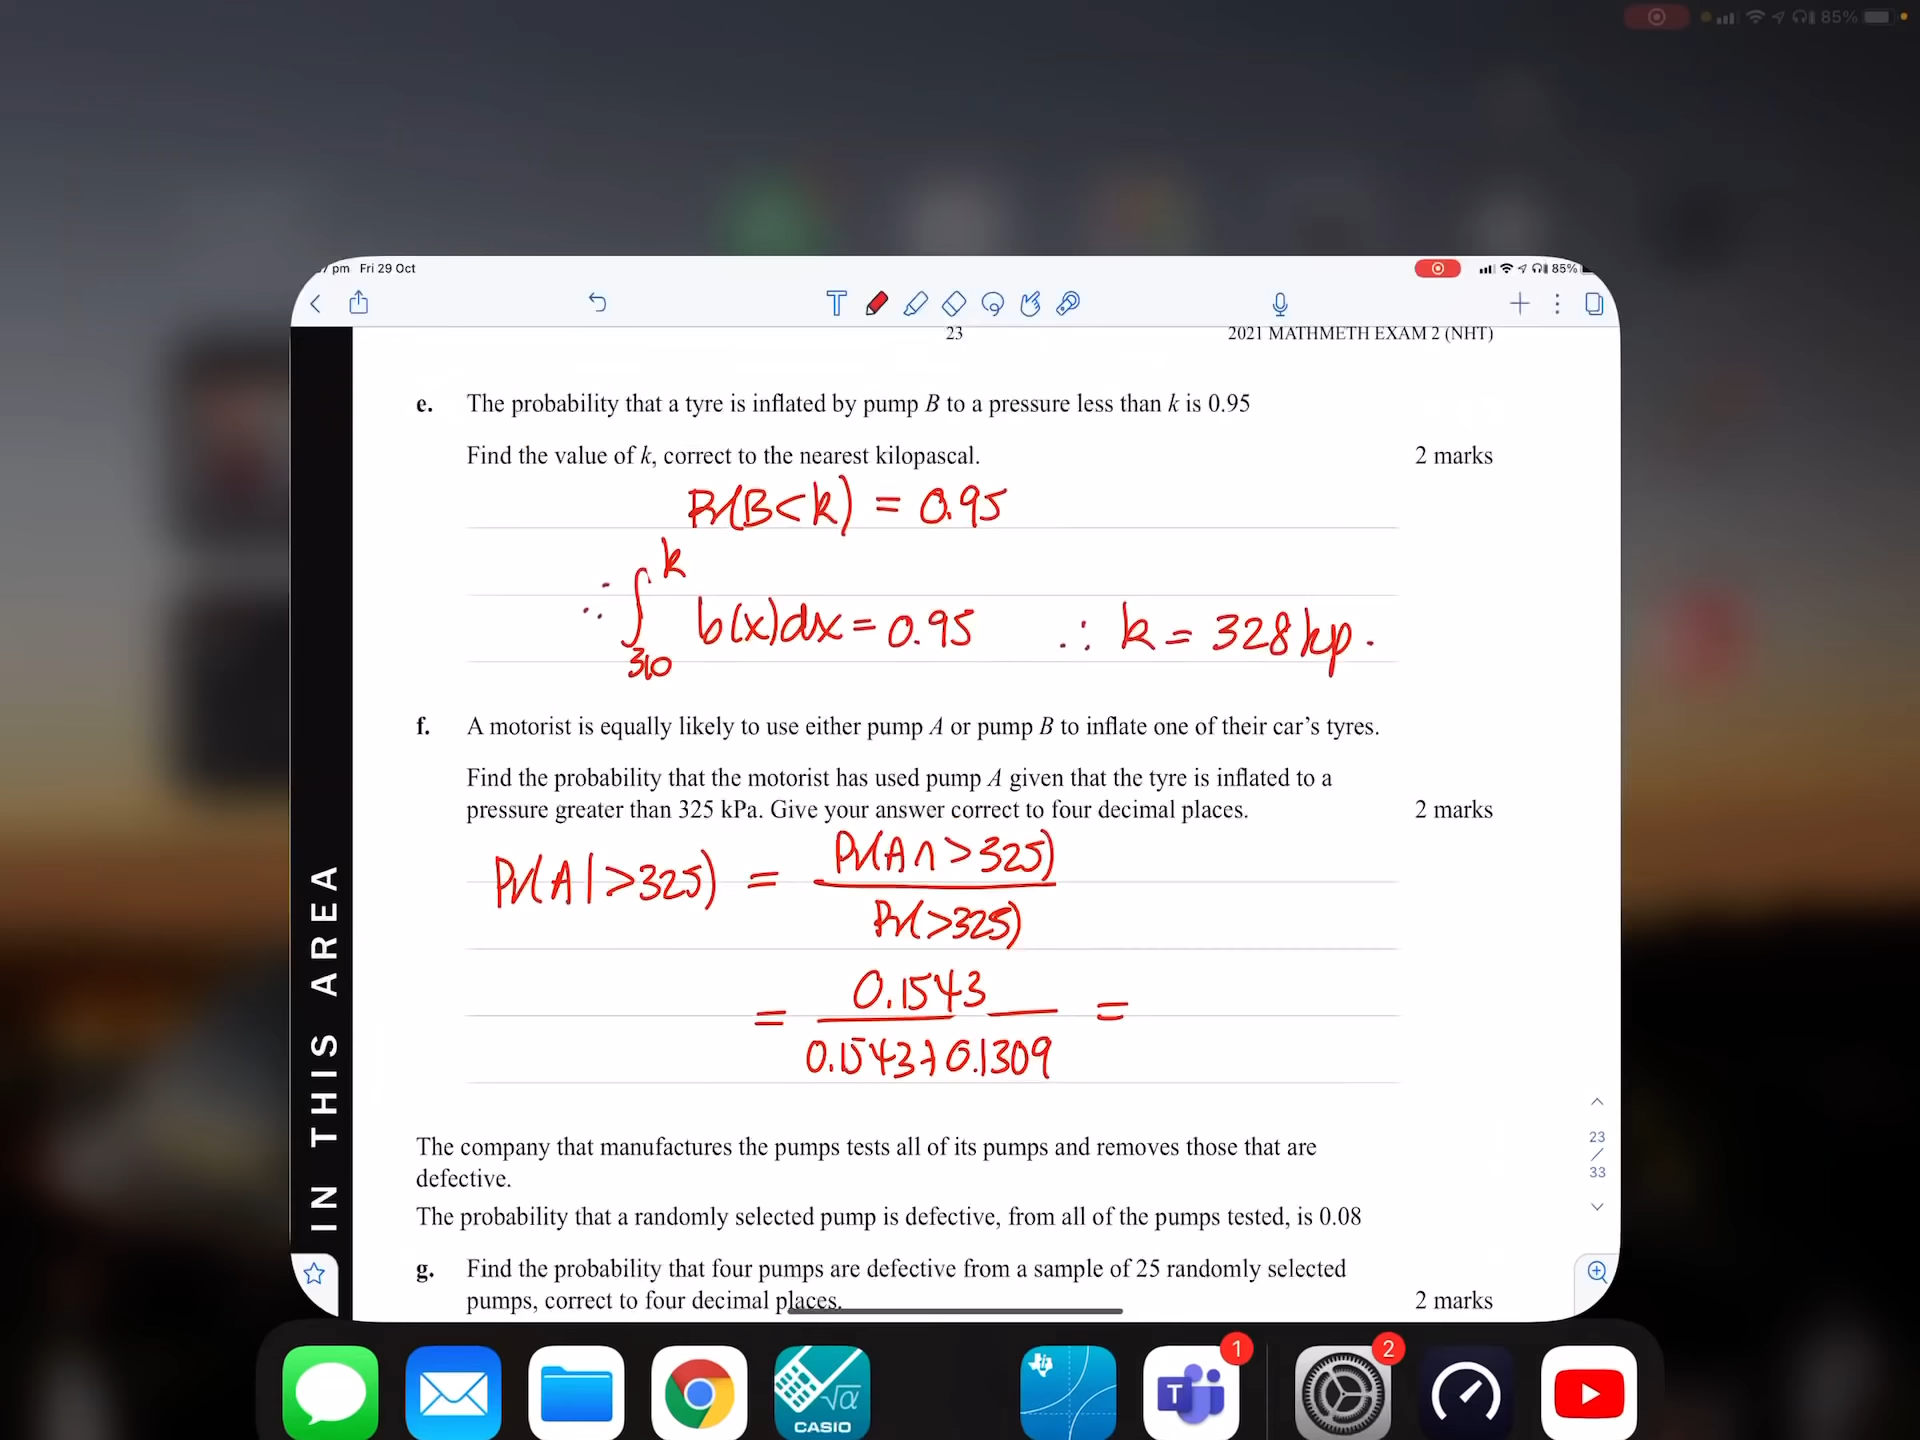 85%
7 pm Fri 29 Oct
85%
T
23 2021 MATHMETH EXAM 2 (NHT)
e. The probability that a tyre is inflated by pump B to a pressure less than k is 0.95
Find the value of k, correct to the nearest kilopascal. 2 marks
Pr(B<k) = 0.95
∴ ∫₃₁₀ᵏ b(x)dx = 0.95 ∴ k = 328 kp.
f. A motorist is equally likely to use either pump A or pump B to inflate one of their car's tyres.
Find the probability that the motorist has used pump A given that the tyre is inflated to a
pressure greater than 325 kPa. Give your answer correct to four decimal places. 2 marks
Pr(A|>325) = Pr(A∩>325)
Pr(>325)
= 0.1543 =
0.1543+0.1309
The company that manufactures the pumps tests all of its pumps and removes those that are
defective.
The probability that a randomly selected pump is defective, from all of the pumps tested, is 0.08
g. Find the probability that four pumps are defective from a sample of 25 randomly selected
pumps, correct to four decimal places. 2 marks
IN THIS AREA
23
/
33
√α
CASIO
T
1
2